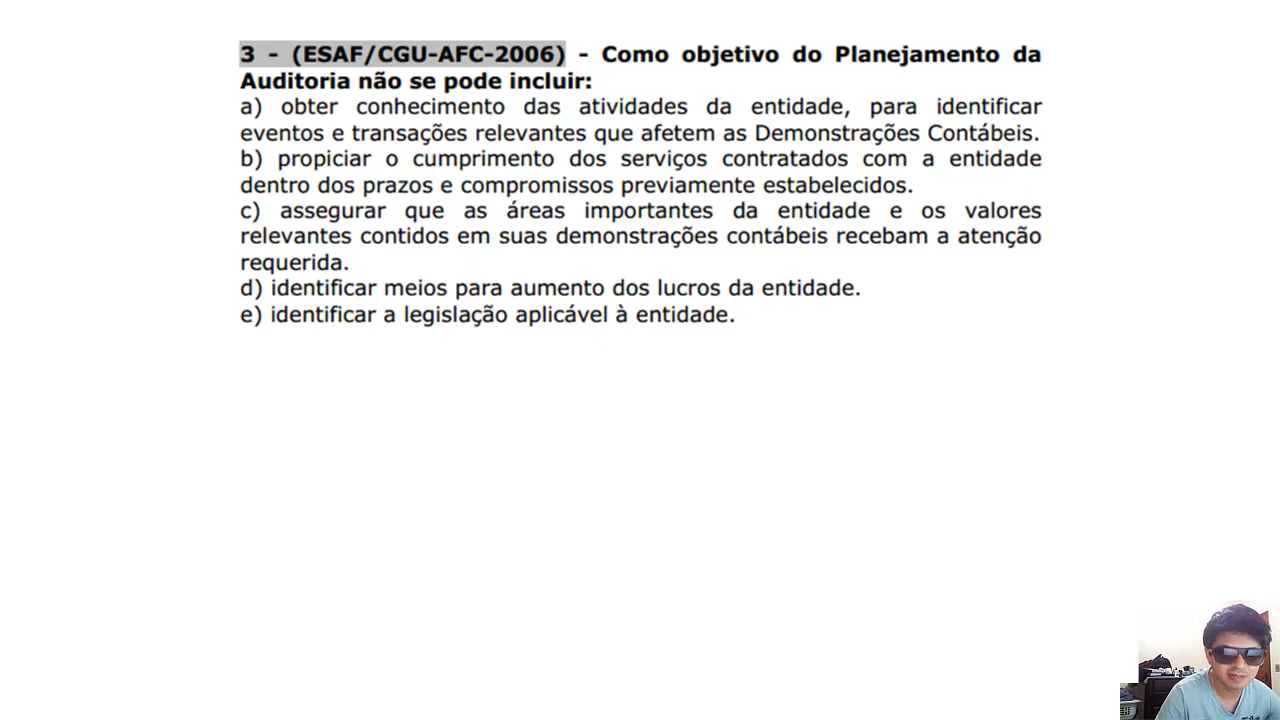 3 - (ESAF/CGU-AFC-2006) - Como objetivo do Planejamento da
Auditoria não se pode incluir:
a) obter conhecimento das atividades da entidade, para identificar
eventos e transações relevantes que afetem as Demonstrações Contábeis.
b) propiciar o cumprimento dos serviços contratados com a entidade
dentro dos prazos e compromissos previamente estabelecidos.
c) assegurar que as áreas importantes da entidade e os valores
relevantes contidos em suas demonstrações contábeis recebam a atenção
requerida.
d) identificar meios para aumento dos lucros da entidade.
e) identificar a legislação aplicável à entidade.